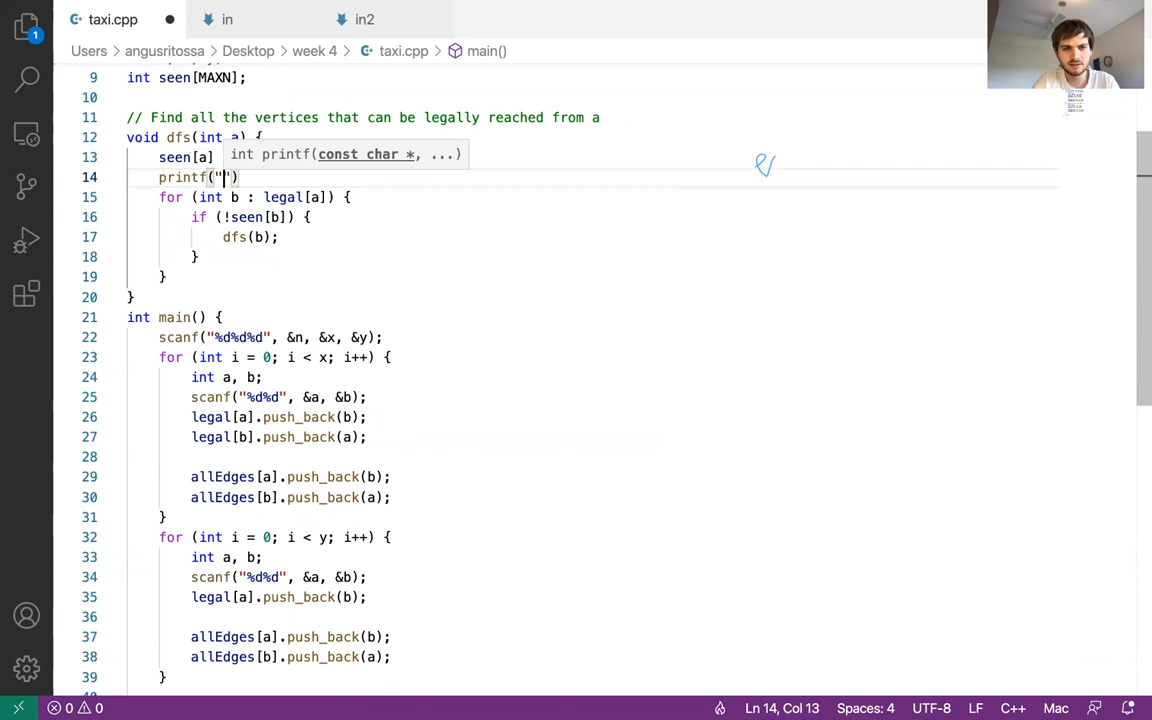 1
taxi.cpp in in2
Users angusritossa Desktop week 4 taxi.cpp main()
9 int seen[MAXN];
10
11 // Find all the vertices that can be legally reached from a
12 void dfs(int a) {
int printf(const char *, ...)
13 seen[a]
14 printf("")
15 for (int b : legal[a]) {
16 if (!seen[b]) {
17 dfs(b);
18 }
19 }
20 }
21 int main() {
22 scanf("%d%d%d", &n, &x, &y);
23 for (int i = 0; i < x; i++) {
24 int a, b;
25 scanf("%d%d", &a, &b);
26 legal[a].push_back(b);
27 legal[b].push_back(a);
28
29 allEdges[a].push_back(b);
30 allEdges[b].push_back(a);
31 }
32 for (int i = 0; i < y; i++) {
33 int a, b;
34 scanf("%d%d", &a, &b);
35 legal[a].push_back(b);
36
37 allEdges[a].push_back(b);
38 allEdges[b].push_back(a);
39 }
0 0 Ln 14, Col 13 Spaces: 4 UTF-8 LF C++ Mac